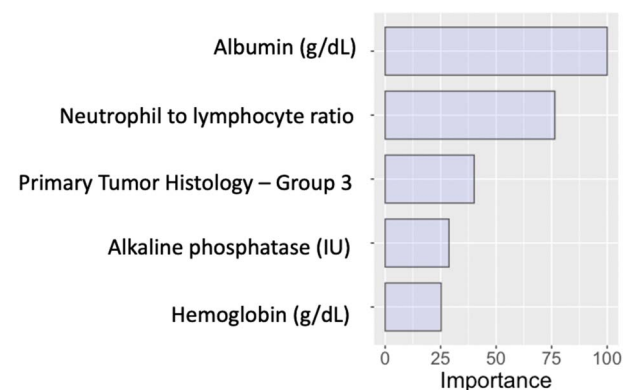 Albumin (g/dL)
Neutrophil to lymphocyte ratio
Primary Tumor Histology – Group 3
Alkaline phosphatase (IU)
Hemoglobin (g/dL)
0 25 50 75 100
Importance